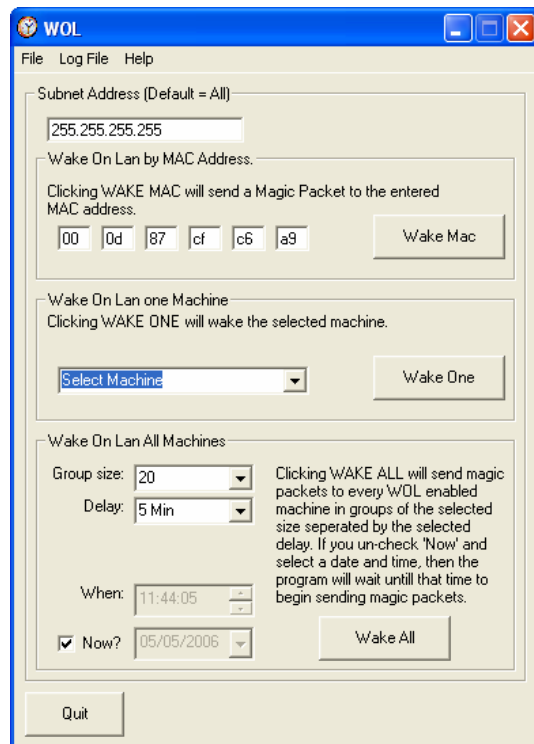 WOL
File Log File Help
Subnet Address (Default = All)
255.255.255.255
Wake On Lan by MAC Address.
Clicking WAKE MAC will send a Magic Packet to the entered
MAC address.
00 0d 87 cf c6 a9
Wake Mac
Wake On Lan one Machine
Clicking WAKE ONE will wake the selected machine.
Select Machine
Wake One
Wake On Lan All Machines
Group size: 20
Delay: 5 Min
Clicking WAKE ALL will send magic
packets to every WOL enabled
machine in groups of the selected
size seperated by the selected
delay. If you un-check 'Now' and
select a date and time, then the
program will wait untill that time to
begin sending magic packets.
When: 11:44:05
Now? 05/05/2006
Wake All
Quit